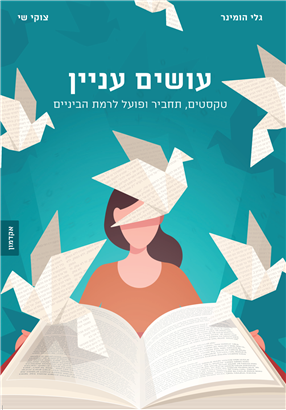 גלי הומינר
צוקי שי
עושים עניין
טקסטים, תחביר ופועל לרמת הביניים
אקדמון